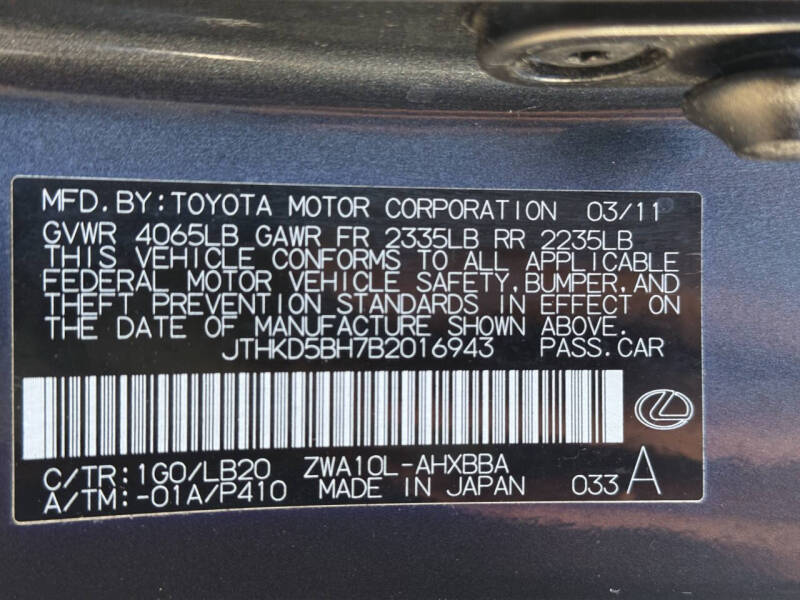 MFD. BY: TOYOTA MOTOR CORPORATION 03/11
GVWR 4065LB GAWR FR 2335LB RR 2235LB
THIS VEHICLE CONFORMS TO ALL APPLICABLE
FEDERAL MOTOR VEHICLE SAFETY, BUMPER, AND
THEFT PREVENTION STANDARDS IN EFFECT ON
THE DATE OF MANUFACTURE SHOWN ABOVE.
JTHKD5BH7B2016943 PASS. CAR
C/TR: 1G0/LB20 ZWA10L-AHXBBA
A/TM: -01A/P410 MADE IN JAPAN 033 A